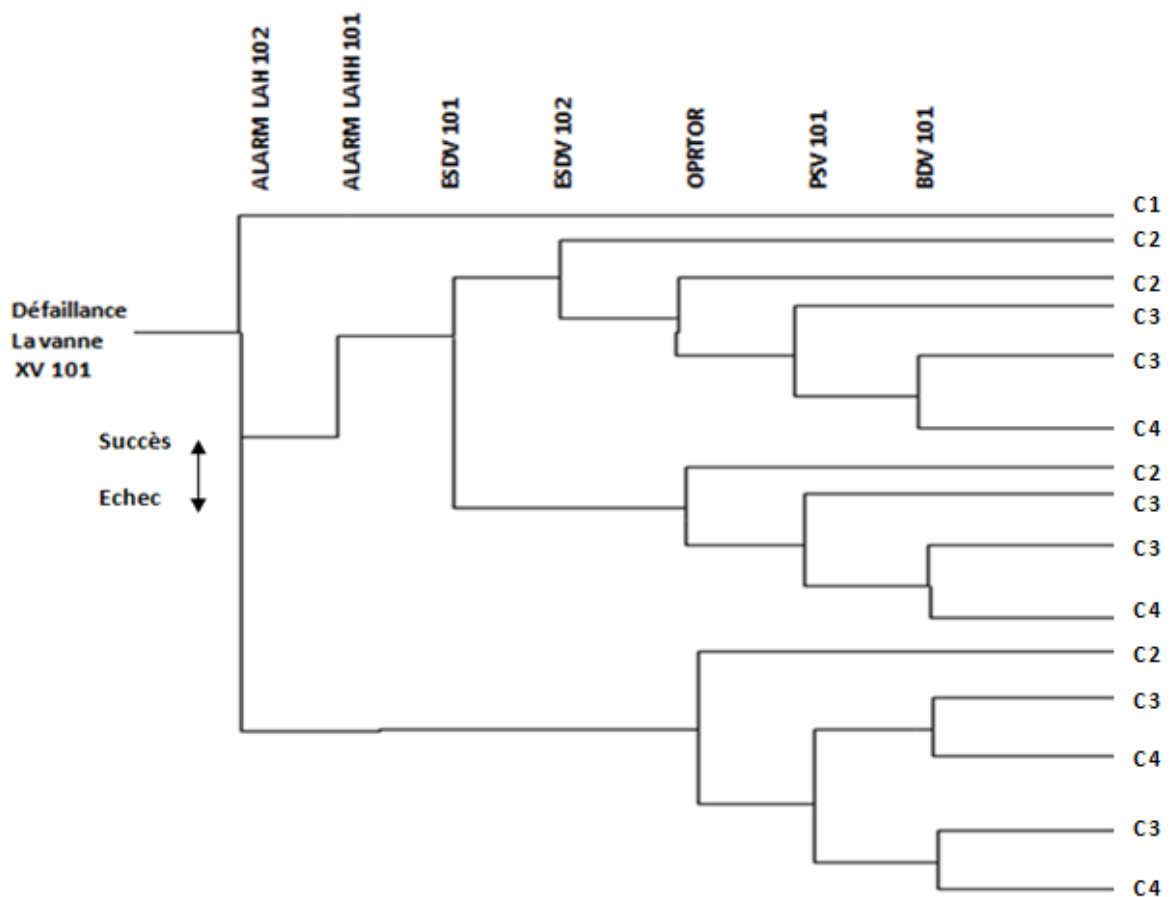 ALARM LAH 102
ALARM LAHH 101
ESDV 101
ESDV 102
OPRTOR
PSV 101
BDV 101
Défaillance
La vanne
XV 101
Succès
Echec
C1
C2
C2
C3
C3
C4
C2
C3
C3
C4
C2
C3
C4
C3
C4